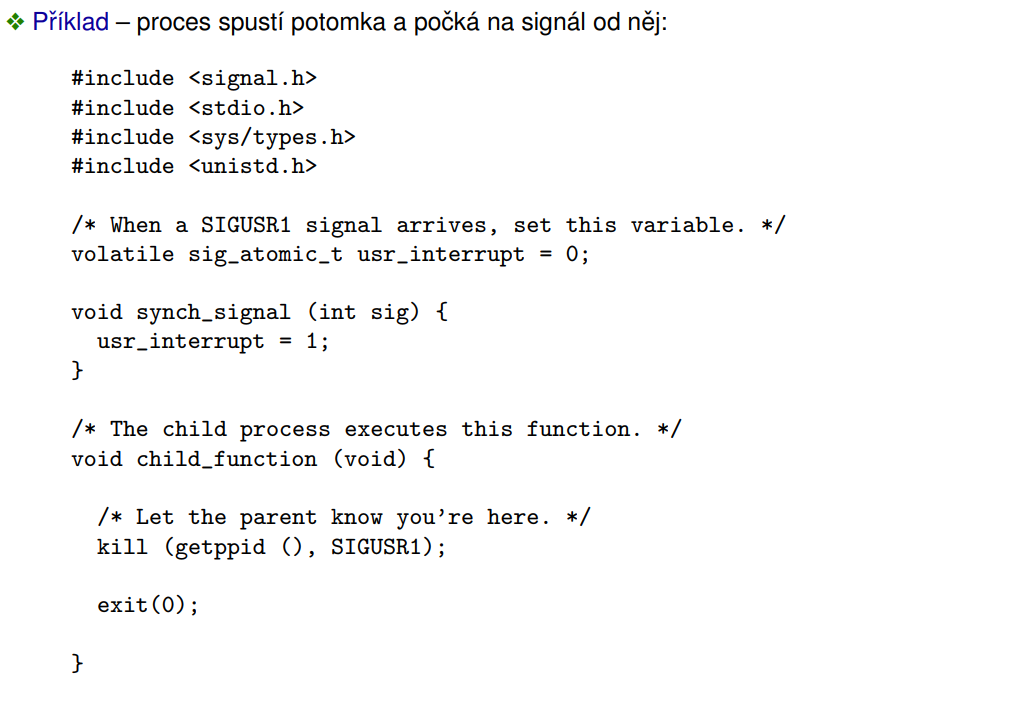 ❖ Příklad – proces spustí potomka a počká na signál od něj:
#include <signal.h>
#include <stdio.h>
#include <sys/types.h>
#include <unistd.h>
/* When a SIGUSR1 signal arrives, set this variable. */
volatile sig_atomic_t usr_interrupt = 0;
void synch_signal (int sig) {
usr_interrupt = 1;
}
/* The child process executes this function. */
void child_function (void) {
/* Let the parent know you're here. */
kill (getppid (), SIGUSR1);
exit(0);
}